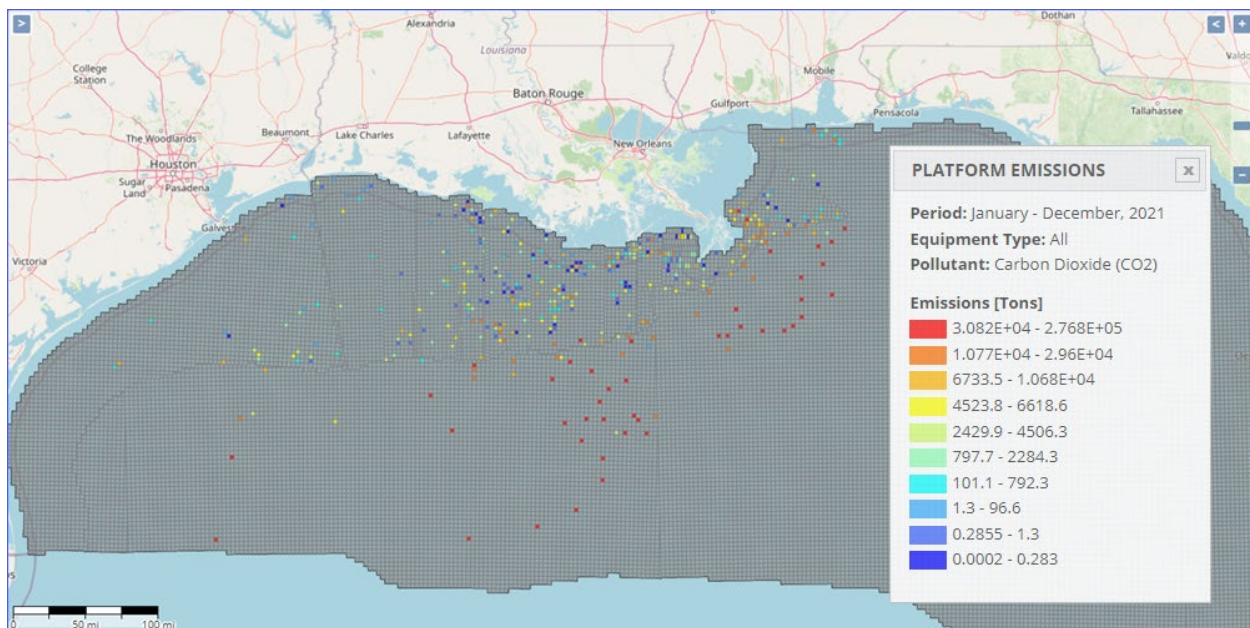 >
<
+
Alexandria
Dothan
Louisiana
Valdo
College
Station
Mobile
Baton Rouge
Gulfport
Pensacola
Tallahassee
The Woodlands
Beaumont
Lake Charles
Lafayette
New Orleans
Houston
Sugar
Land
Pasadena
Galves
Victoria
PLATFORM EMISSIONS
x
Period: January - December, 2021
Equipment Type: All
Pollutant: Carbon Dioxide (CO2)
Emissions [Tons]
3.082E+04 - 2.768E+05
1.077E+04 - 2.96E+04
6733.5 - 1.068E+04
4523.8 - 6618.6
2429.9 - 4506.3
797.7 - 2284.3
101.1 - 792.3
1.3 - 96.6
0.2855 - 1.3
0.0002 - 0.283
0 50 mi 100 mi